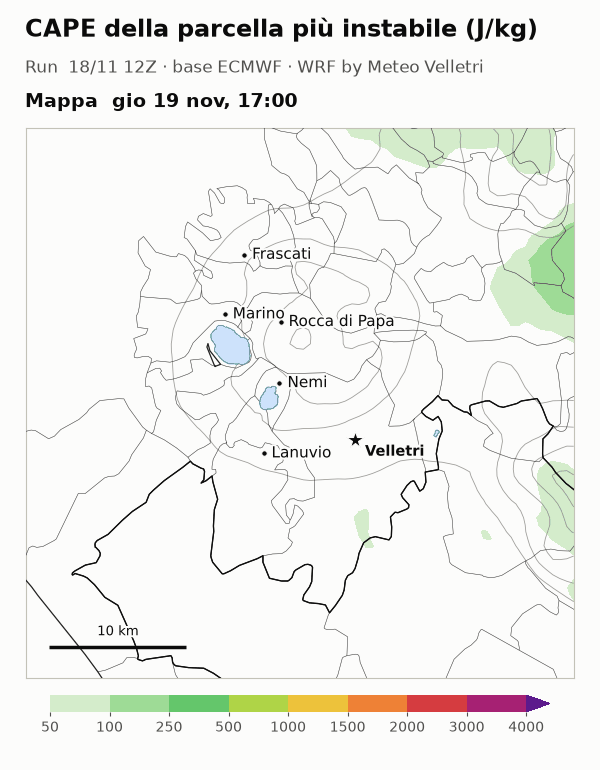 CAPE della parcella più instabile (J/kg)
Run  18/11 12Z · base ECMWF · WRF by Meteo Velletri
Mappa  gio 19 nov, 17:00
Frascati
Marino
Rocca di Papa
Nemi
Velletri
Lanuvio
10 km
50 100 250 500 1000 1500 2000 3000 4000